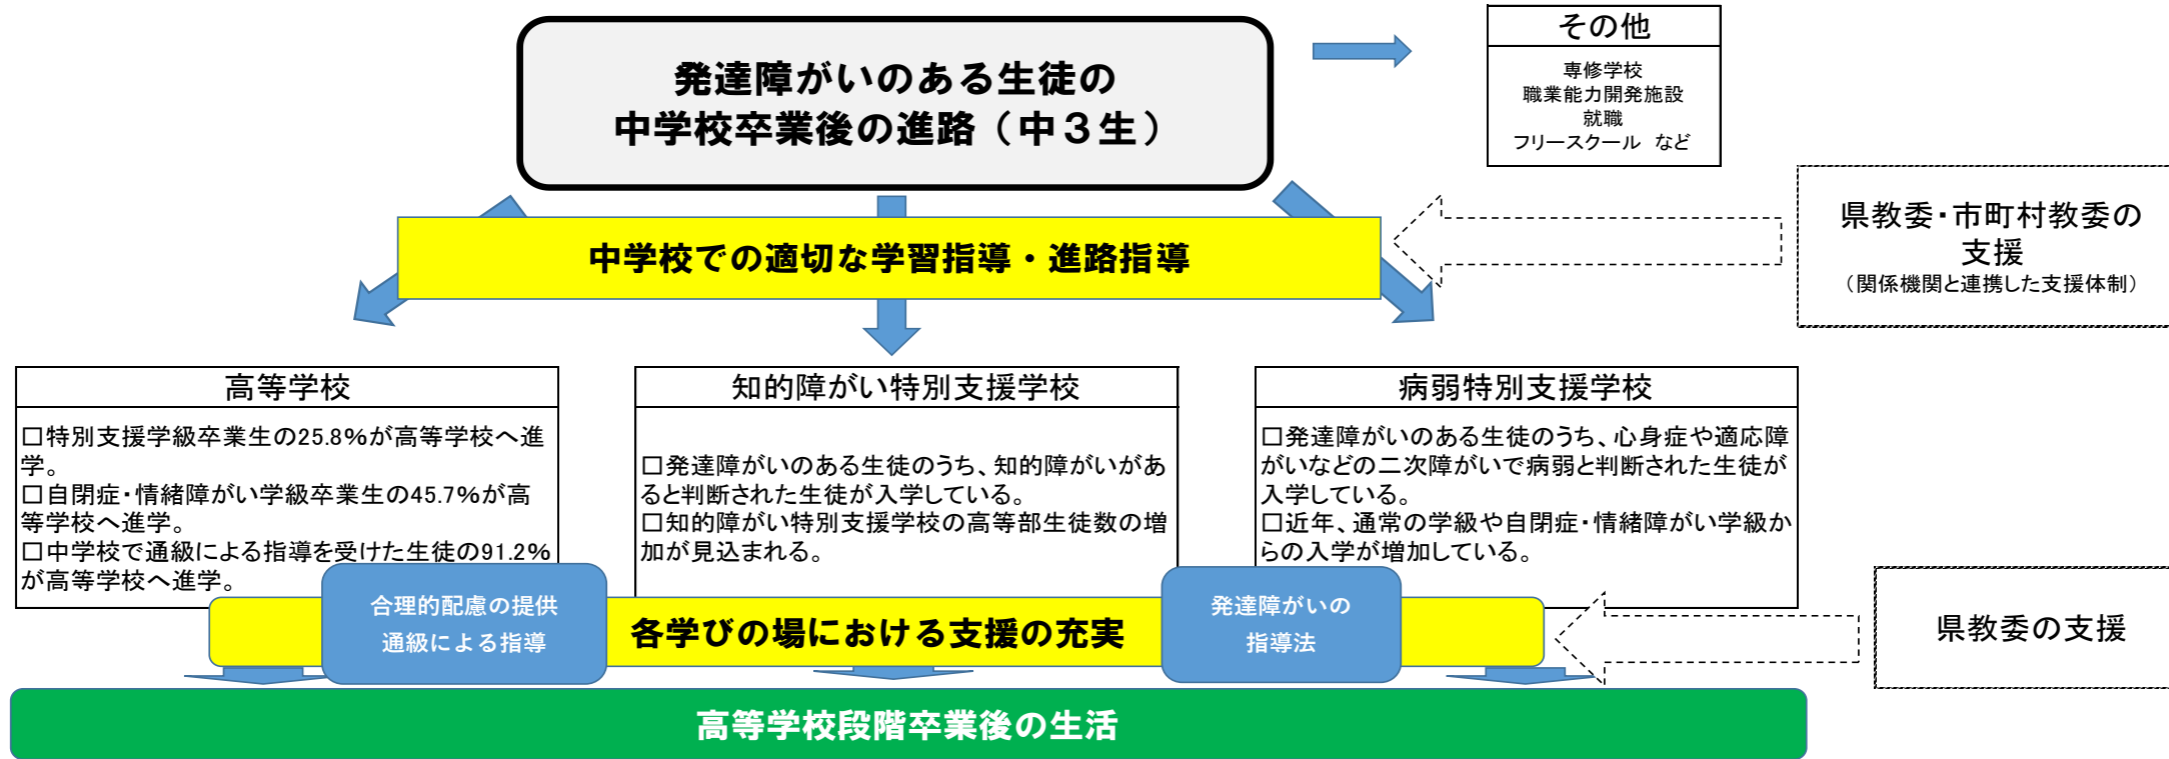 発達障がいのある生徒の
中学校卒業後の進路（中３生）
その他
専修学校
職業能力開発施設
就職
フリースクール など
中学校での適切な学習指導・進路指導
県教委・市町村教委の
支援
（関係機関と連携した支援体制）
高等学校
□特別支援学級卒業生の25.8%が高等学校へ進
学。
□自閉症・情緒障がい学級卒業生の45.7%が高
等学校へ進学。
□中学校で通級による指導を受けた生徒の91.2%
が高等学校へ進学。
知的障がい特別支援学校
□発達障がいのある生徒のうち、知的障がいがあ
ると判断された生徒が入学している。
□知的障がい特別支援学校の高等部生徒数の増
加が見込まれる。
病弱特別支援学校
□発達障がいのある生徒のうち、心身症や適応障
がいなどの二次障がいで病弱と判断された生徒が
入学している。
□近年、通常の学級や自閉症・情緒障がい学級か
らの入学が増加している。
合理的配慮の提供
通級による指導
各学びの場における支援の充実
発達障がいの
指導法
県教委の支援
高等学校段階卒業後の生活